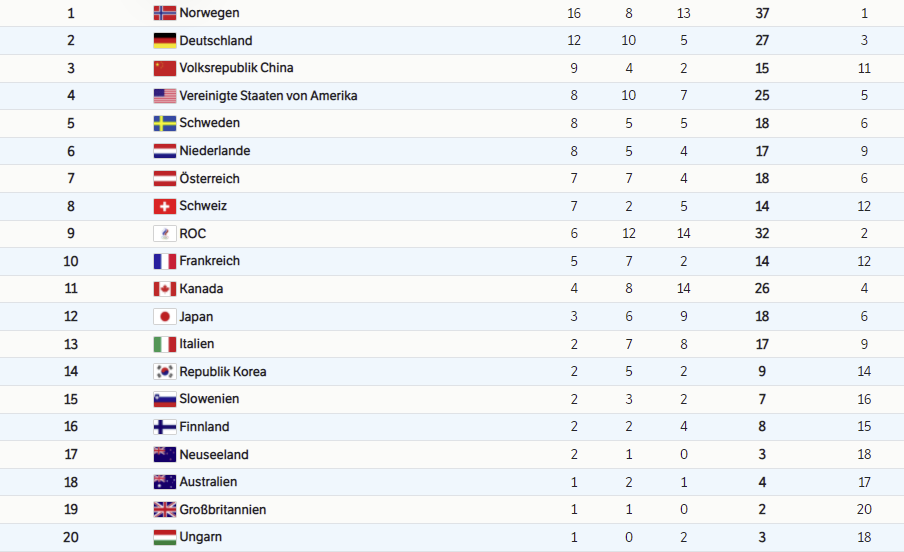 1 Norwegen 16 8 13 37 1
2 Deutschland 12 10 5 27 3
3 Volksrepublik China 9 4 2 15 11
4 Vereinigte Staaten von Amerika 8 10 7 25 5
5 Schweden 8 5 5 18 6
6 Niederlande 8 5 4 17 9
7 Österreich 7 7 4 18 6
8 Schweiz 7 2 5 14 12
9 ROC 6 12 14 32 2
10 Frankreich 5 7 2 14 12
11 Kanada 4 8 14 26 4
12 Japan 3 6 9 18 6
13 Italien 2 7 8 17 9
14 Republik Korea 2 5 2 9 14
15 Slowenien 2 3 2 7 16
16 Finnland 2 2 4 8 15
17 Neuseeland 2 1 0 3 18
18 Australien 1 2 1 4 17
19 Großbritannien 1 1 0 2 20
20 Ungarn 1 0 2 3 18